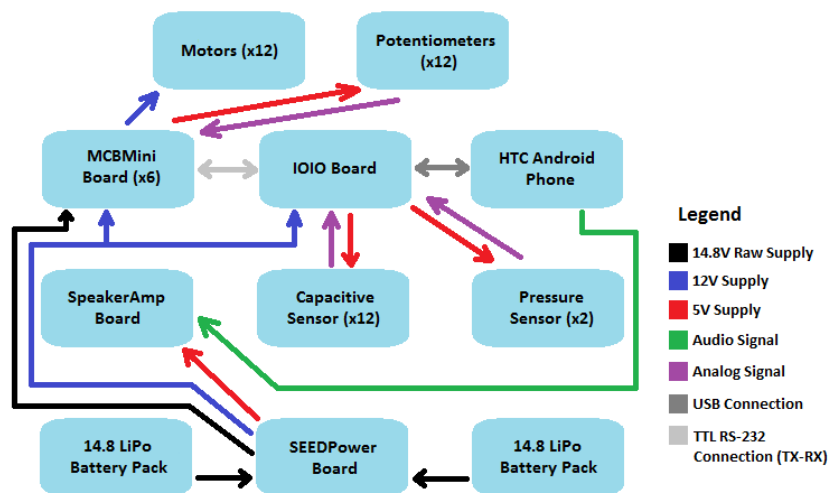 Motors (x12)
Potentiometers
(x12)
MCBMini
Board (x6)
IOIO Board
HTC Android
Phone
SpeakerAmp
Board
Capacitive
Sensor (x12)
Pressure
Sensor (x2)
14.8 LiPo
Battery Pack
SEEDPower
Board
14.8 LiPo
Battery Pack
Legend
14.8V Raw Supply
12V Supply
5V Supply
Audio Signal
Analog Signal
USB Connection
TTL RS-232
Connection (TX-RX)